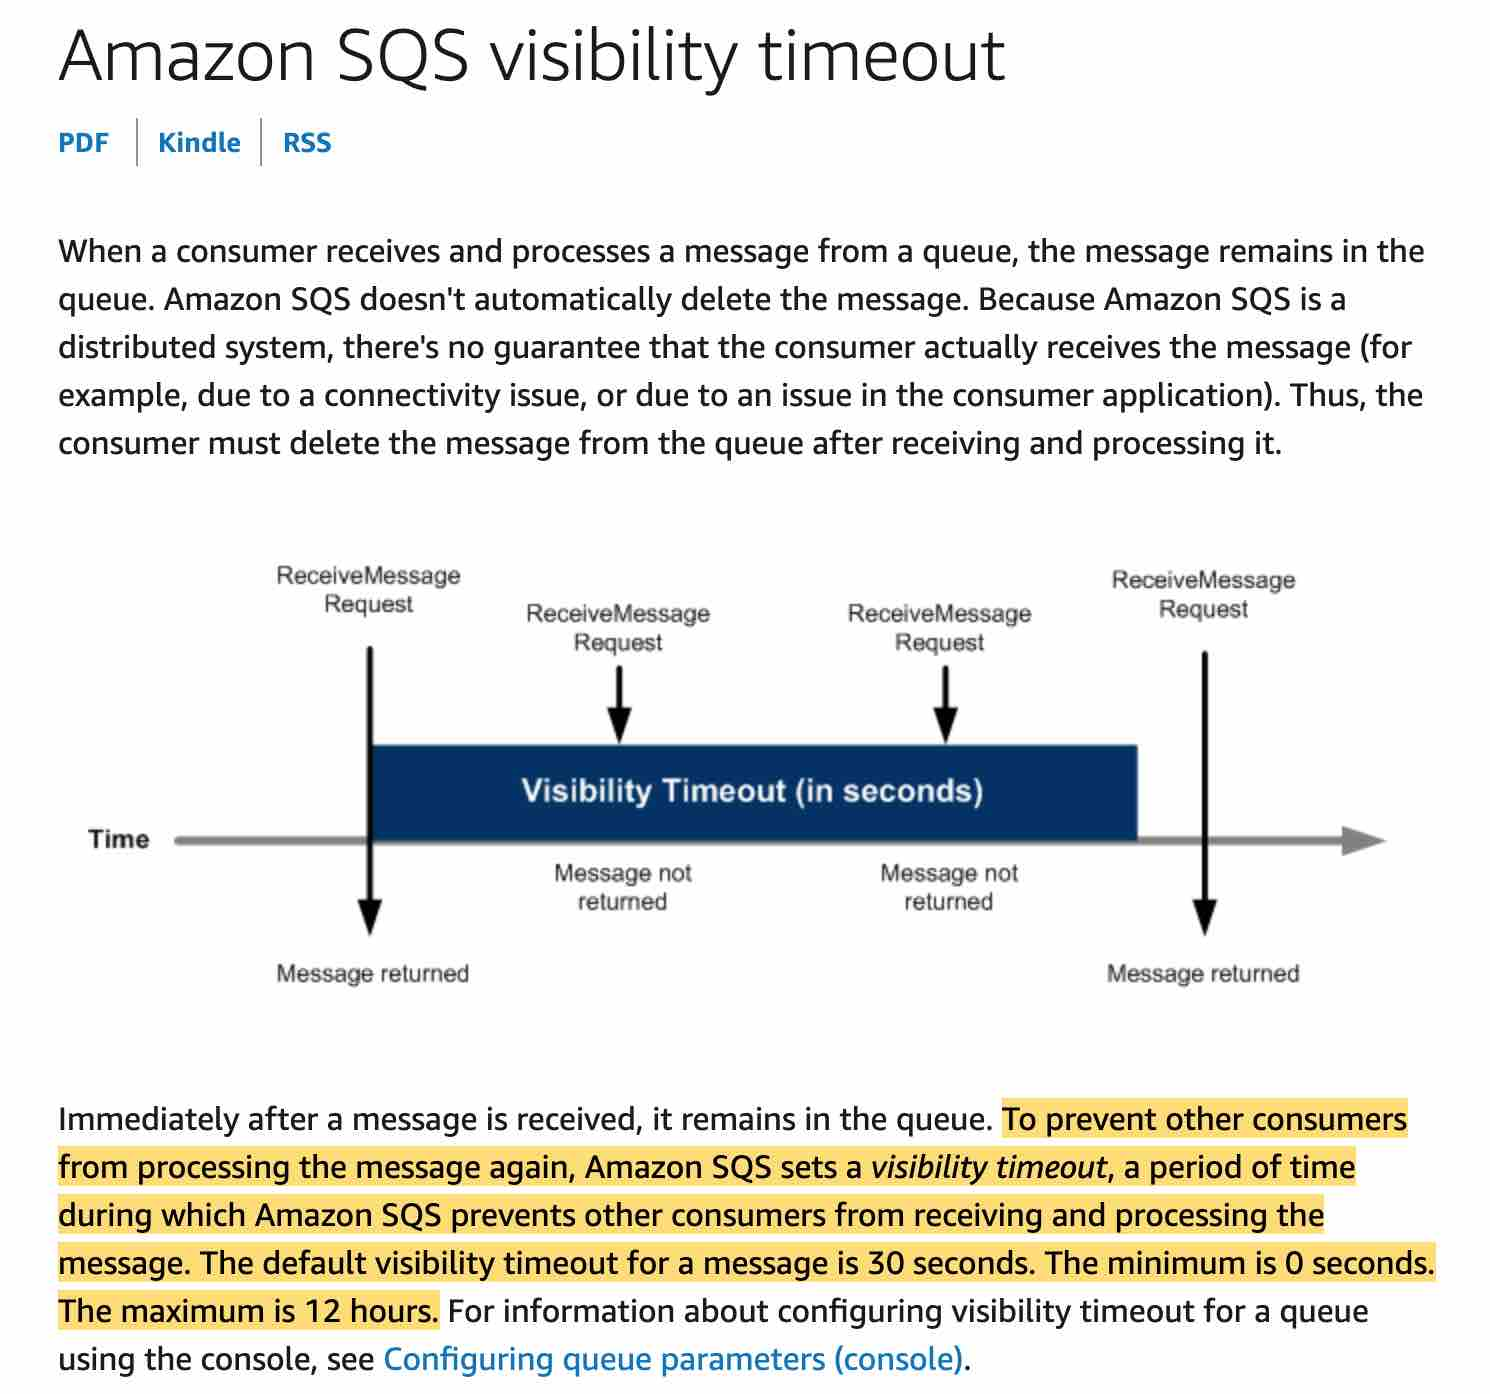 Amazon SQS visibility timeout
PDF
Kindle
RSS
When a consumer receives and processes a message from a queue, the message remains in the
queue. Amazon SQS doesn't automatically delete the message. Because Amazon SQS is a
distributed system, there's no guarantee that the consumer actually receives the message (for
example, due to a connectivity issue, or due to an issue in the consumer application). Thus, the
consumer must delete the message from the queue after receiving and processing it.
ReceiveMessage
Request
ReceiveMessage
Request
ReceiveMessage
Request
ReceiveMessage
Request
Visibility Timeout (in seconds)
Time
Message not
returned
Message not
returned
Message returned
Message returned
Immediately after a message is received, it remains in the queue. To prevent other consumers
from processing the message again, Amazon SQS sets a visibility timeout, a period of time
during which Amazon SQS prevents other consumers from receiving and processing the
message. The default visibility timeout for a message is 30 seconds. The minimum is 0 seconds.
The maximum is 12 hours. For information about configuring visibility timeout for a queue
using the console, see Configuring queue parameters (console).